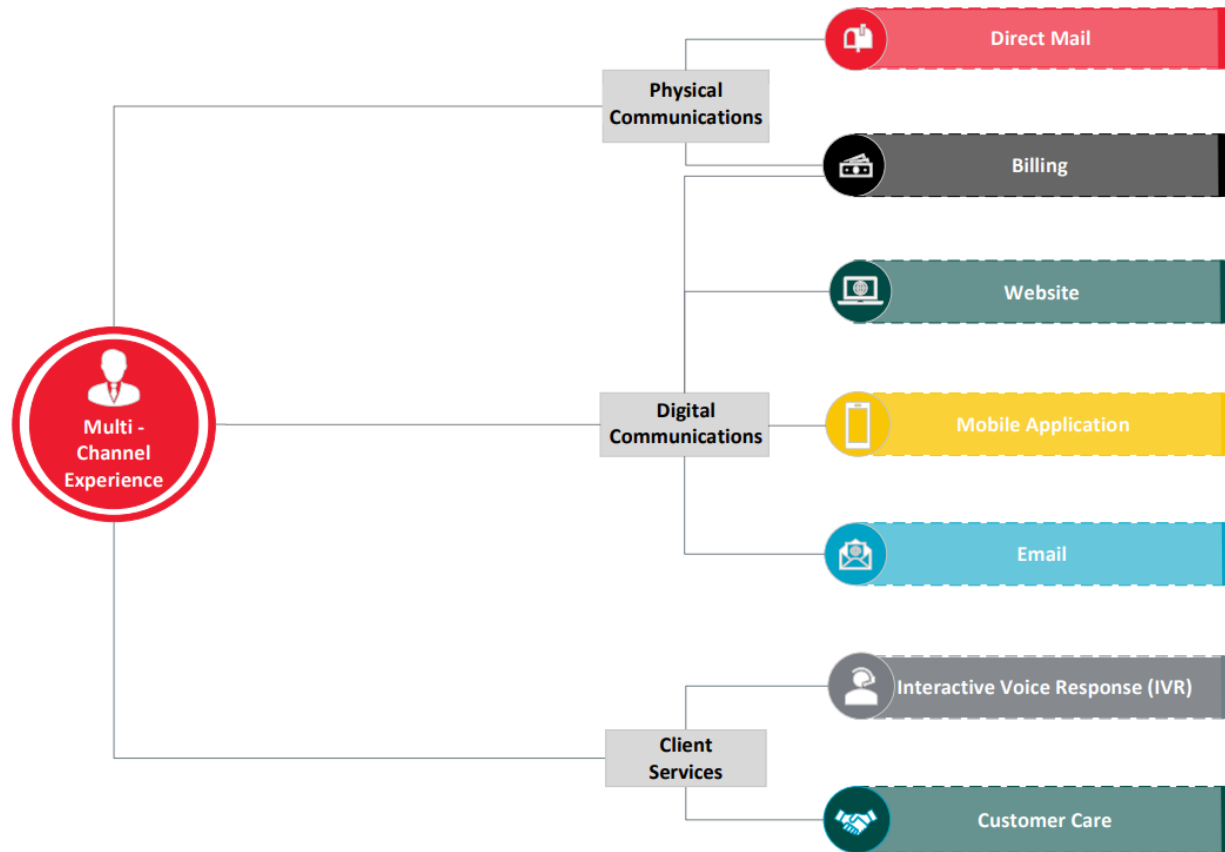 Direct Mail
Physical
Communications
Billing
Website
Multi -
Channel
Experience
Digital
Communications
Mobile Application
Email
Interactive Voice Response (IVR)
Client
Services
Customer Care